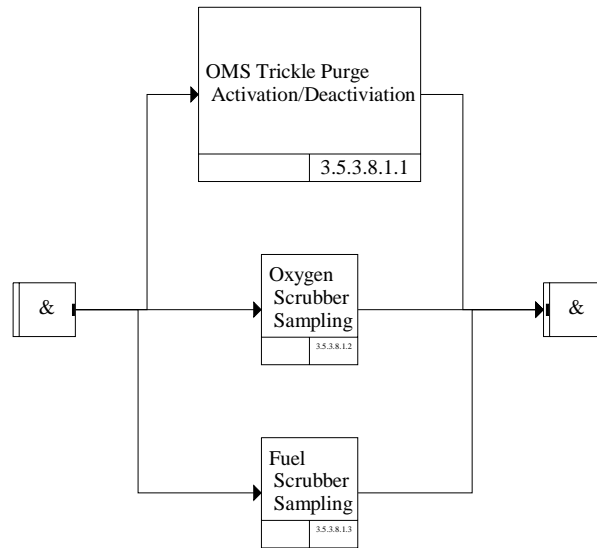 OMS Trickle Purge
Activation/Deactiviation
3.5.3.8.1.1
&
Oxygen
Scrubber
Sampling
3.5.3.8.1.2
&
Fuel
Scrubber
Sampling
3.5.3.8.1.3